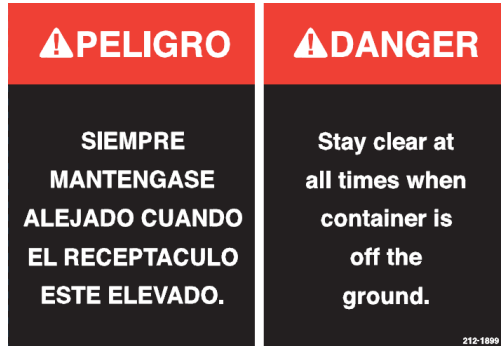 PELIGRO
SIEMPRE
MANTENGASE
ALEJADO CUANDO
EL RECEPTACULO
ESTE ELEVADO.
DANGER
Stay clear at
all times when
container is
off the
ground.
212-1899